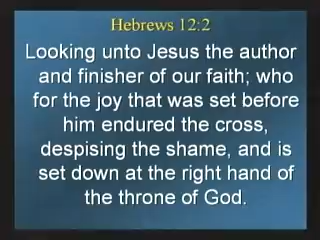 Hebrews 12:2
Looking unto Jesus the author
and finisher of our faith; who
for the joy that was set before
him endured the cross,
despising the shame, and is
set down at the right hand of
the throne of God.